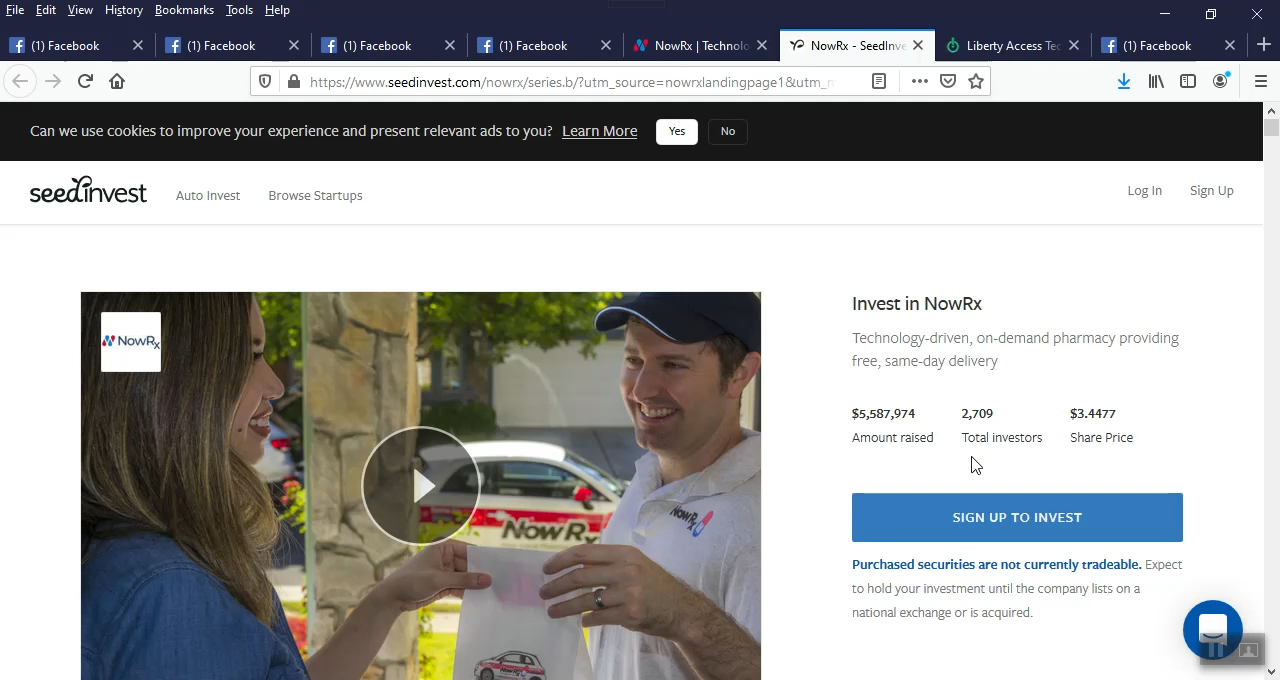 File Edit View History Bookmarks Tools Help
(1) Facebook
(1) Facebook
(1) Facebook
(1) Facebook
NowRx | Technolo
NowRx - SeedInve
Liberty Access Tec
(1) Facebook
https://www.seedinvest.com/nowrx/series.b/?utm_source=nowrxlandingpage1&utm_m
Can we use cookies to improve your experience and present relevant ads to you? Learn More Yes No
seedinvest Auto Invest Browse Startups Log In Sign Up
NowRx
NowRx
NowRx
NowRx
Invest in NowRx
Technology-driven, on-demand pharmacy providing
free, same-day delivery
$5,587,974 2,709 $3.4477
Amount raised Total investors Share Price
SIGN UP TO INVEST
Purchased securities are not currently tradeable. Expect
to hold your investment until the company lists on a
national exchange or is acquired.